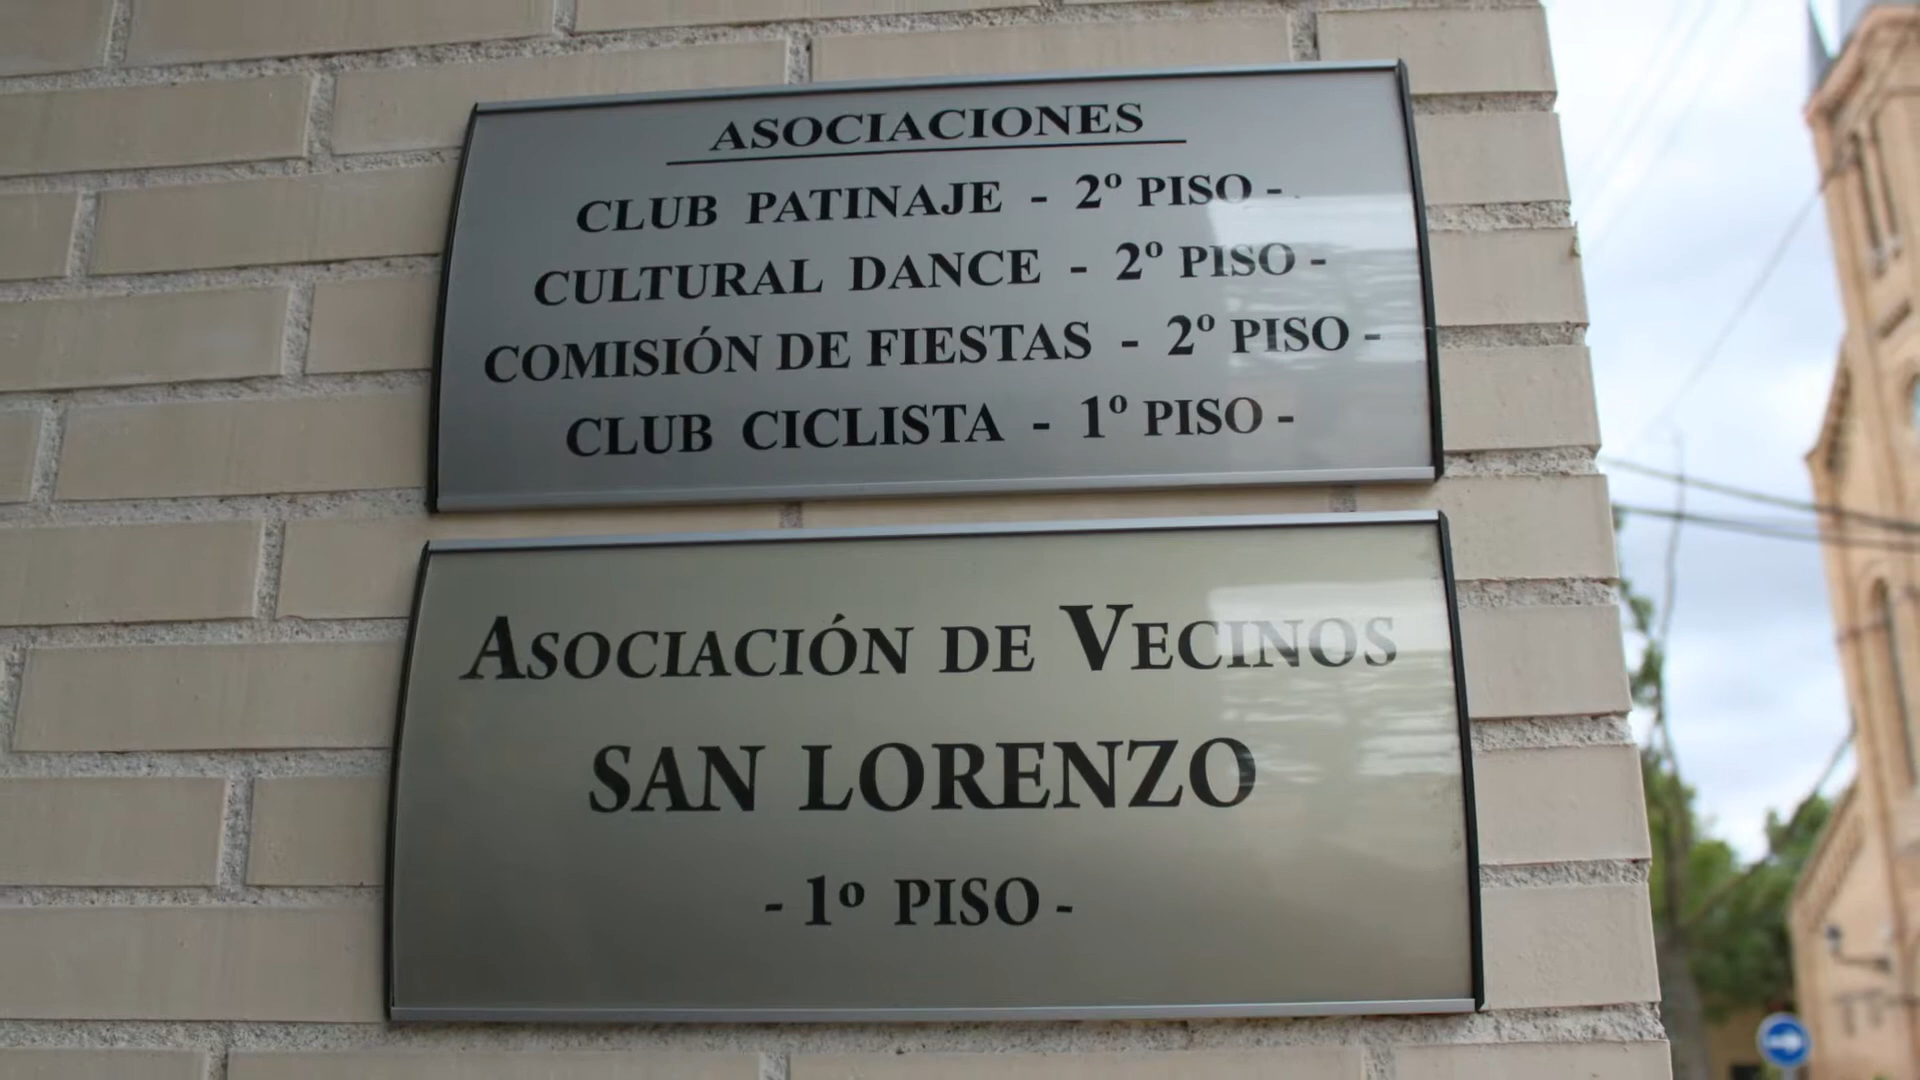 ASOCIACIONES
CLUB PATINAJE - 2º PISO -
CULTURAL DANCE - 2º PISO -
COMISIÓN DE FIESTAS - 2º PISO -
CLUB CICLISTA - 1º PISO -
ASOCIACIÓN DE VECINOS
SAN LORENZO
- 1º PISO -